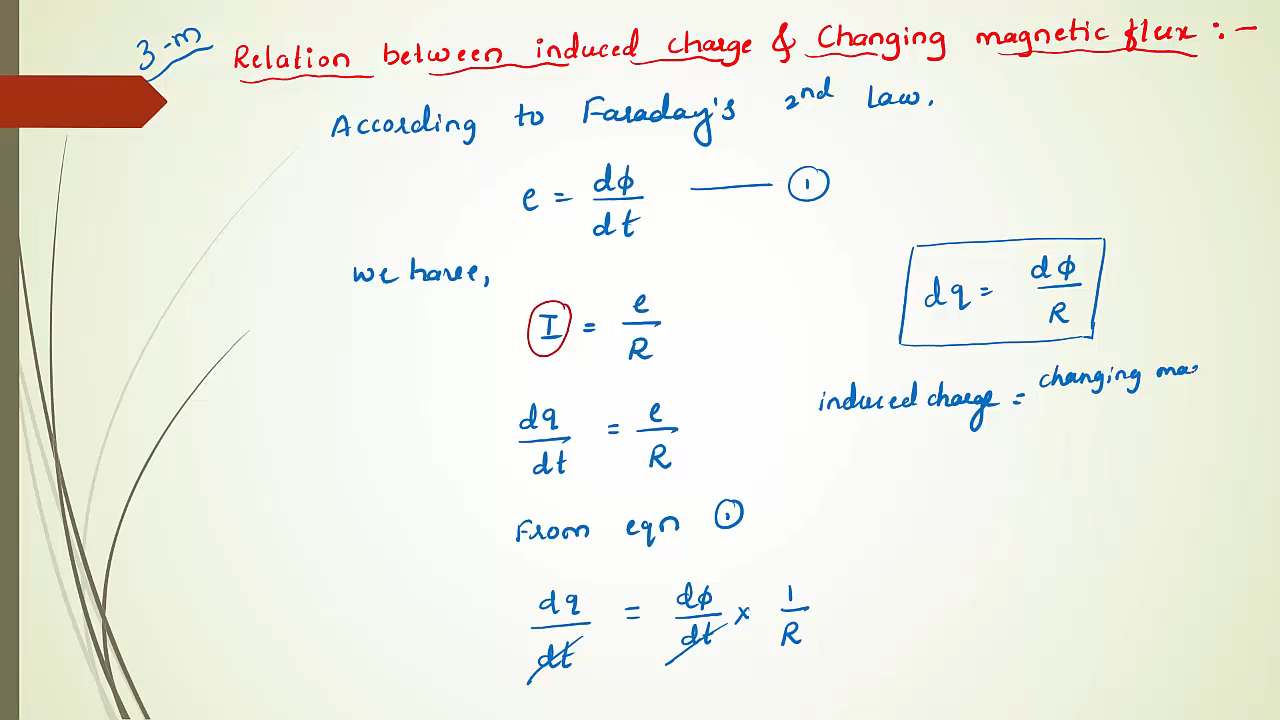 3-m
Relation between induced charge & Changing magnetic flux :-
According to Faraday's 2nd Law.
e = dϕ/dt ——— ①
we have,
I = e/R
dq/dt = e/R
From eqn ①
dq/dt = dϕ/dt × 1/R
dq = dϕ/R
induced charge = changing ma